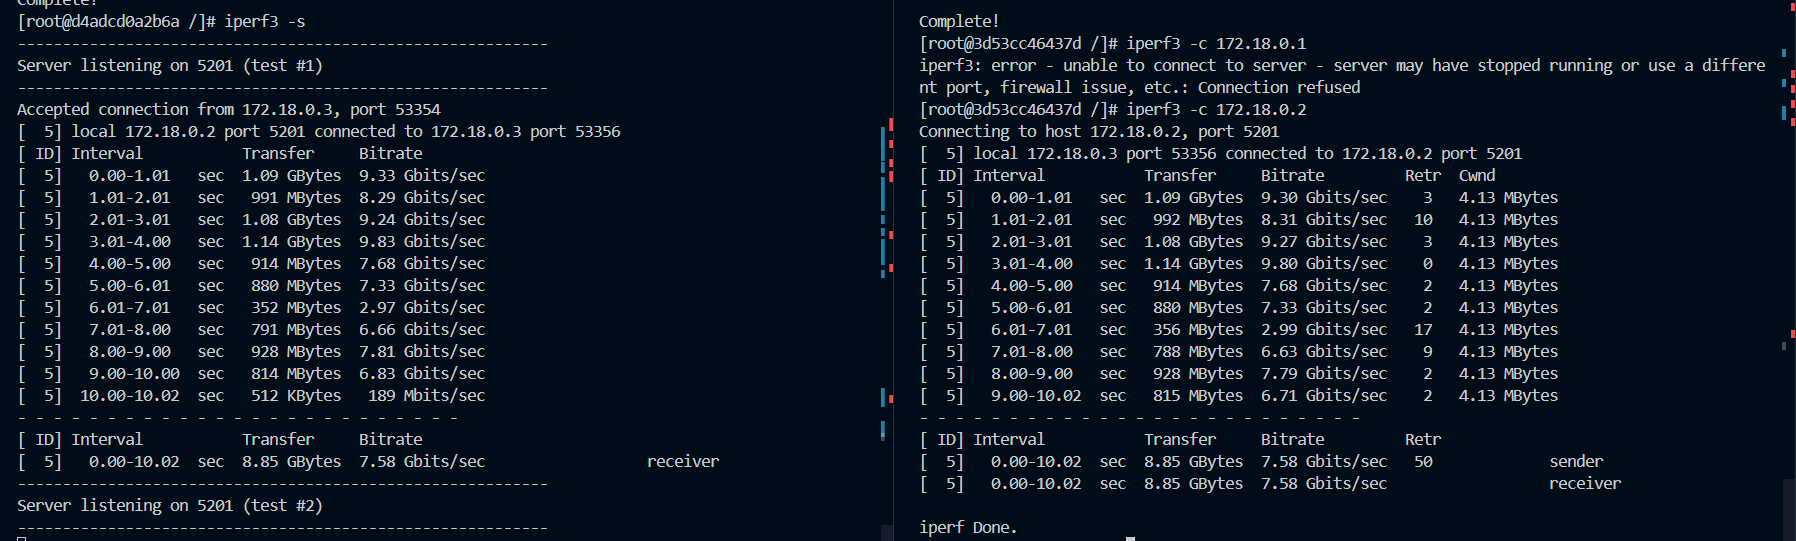 Complete!
[root@d4adcd0a2b6a /]# iperf3 -s
-----------------------------------------------------------
Server listening on 5201 (test #1)
-----------------------------------------------------------
Accepted connection from 172.18.0.3, port 53354
[  5] local 172.18.0.2 port 5201 connected to 172.18.0.3 port 53356
[ ID] Interval           Transfer     Bitrate
[  5]   0.00-1.01   sec  1.09 GBytes  9.33 Gbits/sec
[  5]   1.01-2.01   sec   991 MBytes  8.29 Gbits/sec
[  5]   2.01-3.01   sec  1.08 GBytes  9.24 Gbits/sec
[  5]   3.01-4.00   sec  1.14 GBytes  9.83 Gbits/sec
[  5]   4.00-5.00   sec   914 MBytes  7.68 Gbits/sec
[  5]   5.00-6.01   sec   880 MBytes  7.33 Gbits/sec
[  5]   6.01-7.01   sec   352 MBytes  2.97 Gbits/sec
[  5]   7.01-8.00   sec   791 MBytes  6.66 Gbits/sec
[  5]   8.00-9.00   sec   928 MBytes  7.81 Gbits/sec
[  5]   9.00-10.00  sec   814 MBytes  6.83 Gbits/sec
[  5]  10.00-10.02  sec   512 KBytes   189 Mbits/sec
- - - - - - - - - - - - - - - - - - - - - - - - -
[ ID] Interval           Transfer     Bitrate
[  5]   0.00-10.02  sec  8.85 GBytes  7.58 Gbits/sec                  receiver
-----------------------------------------------------------
Server listening on 5201 (test #2)
-----------------------------------------------------------
Complete!
[root@3d53cc46437d /]# iperf3 -c 172.18.0.1
iperf3: error - unable to connect to server - server may have stopped running or use a differe
nt port, firewall issue, etc.: Connection refused
[root@3d53cc46437d /]# iperf3 -c 172.18.0.2
Connecting to host 172.18.0.2, port 5201
[  5] local 172.18.0.3 port 53356 connected to 172.18.0.2 port 5201
[ ID] Interval           Transfer     Bitrate         Retr  Cwnd
[  5]   0.00-1.01   sec  1.09 GBytes  9.30 Gbits/sec    3   4.13 MBytes
[  5]   1.01-2.01   sec   992 MBytes  8.31 Gbits/sec   10   4.13 MBytes
[  5]   2.01-3.01   sec  1.08 GBytes  9.27 Gbits/sec    3   4.13 MBytes
[  5]   3.01-4.00   sec  1.14 GBytes  9.80 Gbits/sec    0   4.13 MBytes
[  5]   4.00-5.00   sec   914 MBytes  7.68 Gbits/sec    2   4.13 MBytes
[  5]   5.00-6.01   sec   880 MBytes  7.33 Gbits/sec    2   4.13 MBytes
[  5]   6.01-7.01   sec   356 MBytes  2.99 Gbits/sec   17   4.13 MBytes
[  5]   7.01-8.00   sec   788 MBytes  6.63 Gbits/sec    9   4.13 MBytes
[  5]   8.00-9.00   sec   928 MBytes  7.79 Gbits/sec    2   4.13 MBytes
[  5]   9.00-10.02  sec   815 MBytes  6.71 Gbits/sec    2   4.13 MBytes
- - - - - - - - - - - - - - - - - - - - - - - - -
[ ID] Interval           Transfer     Bitrate         Retr
[  5]   0.00-10.02  sec  8.85 GBytes  7.58 Gbits/sec   50             sender
[  5]   0.00-10.02  sec  8.85 GBytes  7.58 Gbits/sec                  receiver
iperf Done.